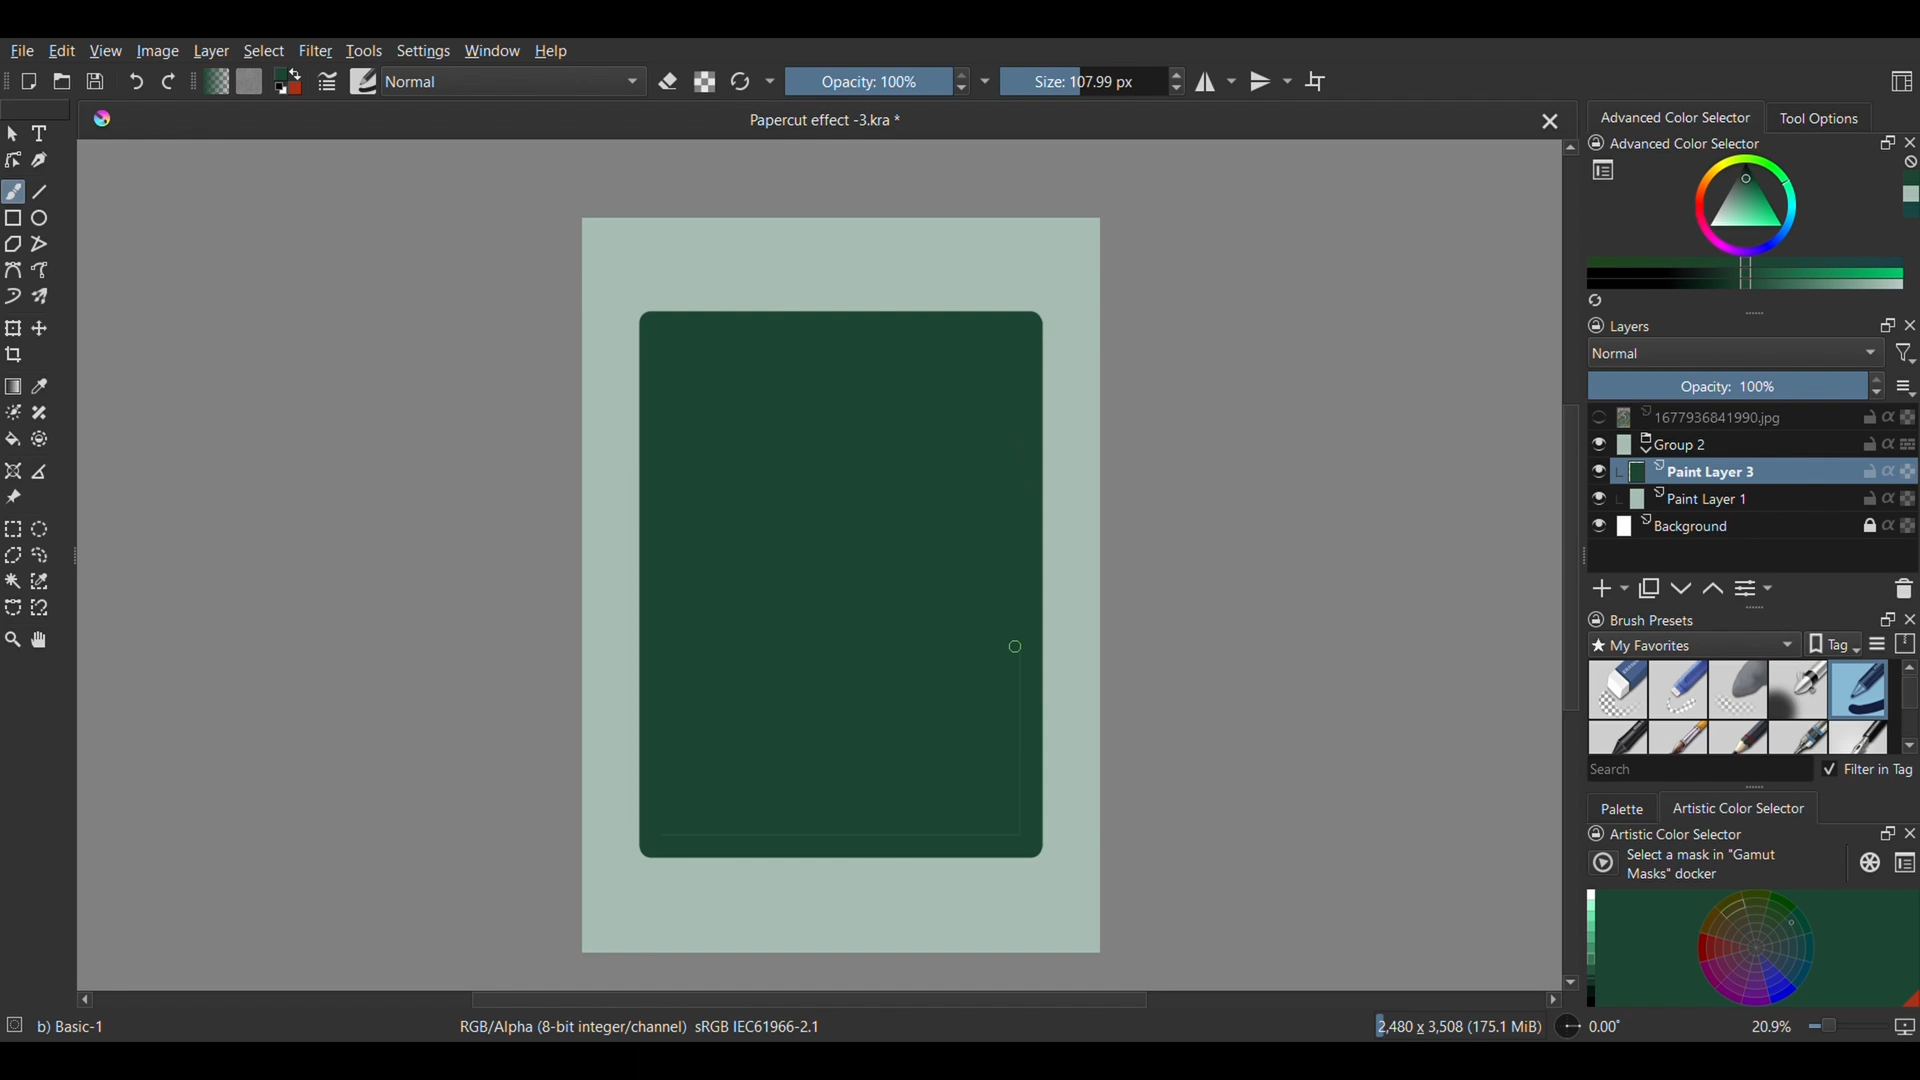 File Edit View Image Layer Select Filter Tools Settings Window Help
Normal Opacity: 100% Size: 107.99 px
Papercut effect -3.kra *
Advanced Color Selector Tool Options
Advanced Color Selector
Layers
Normal
Opacity: 100%
1677936841990.jpg
Group 2
Paint Layer 3
Paint Layer 1
Background
Brush Presets
My Favorites Tag
Search Filter in Tag
Palette Artistic Color Selector
Artistic Color Selector
Select a mask in "Gamut
Masks" docker
b) Basic-1 RGB/Alpha (8-bit integer/channel) sRGB IEC61966-2.1 2,480 x 3,508 (175.1 MiB) 0.00° 20.9%